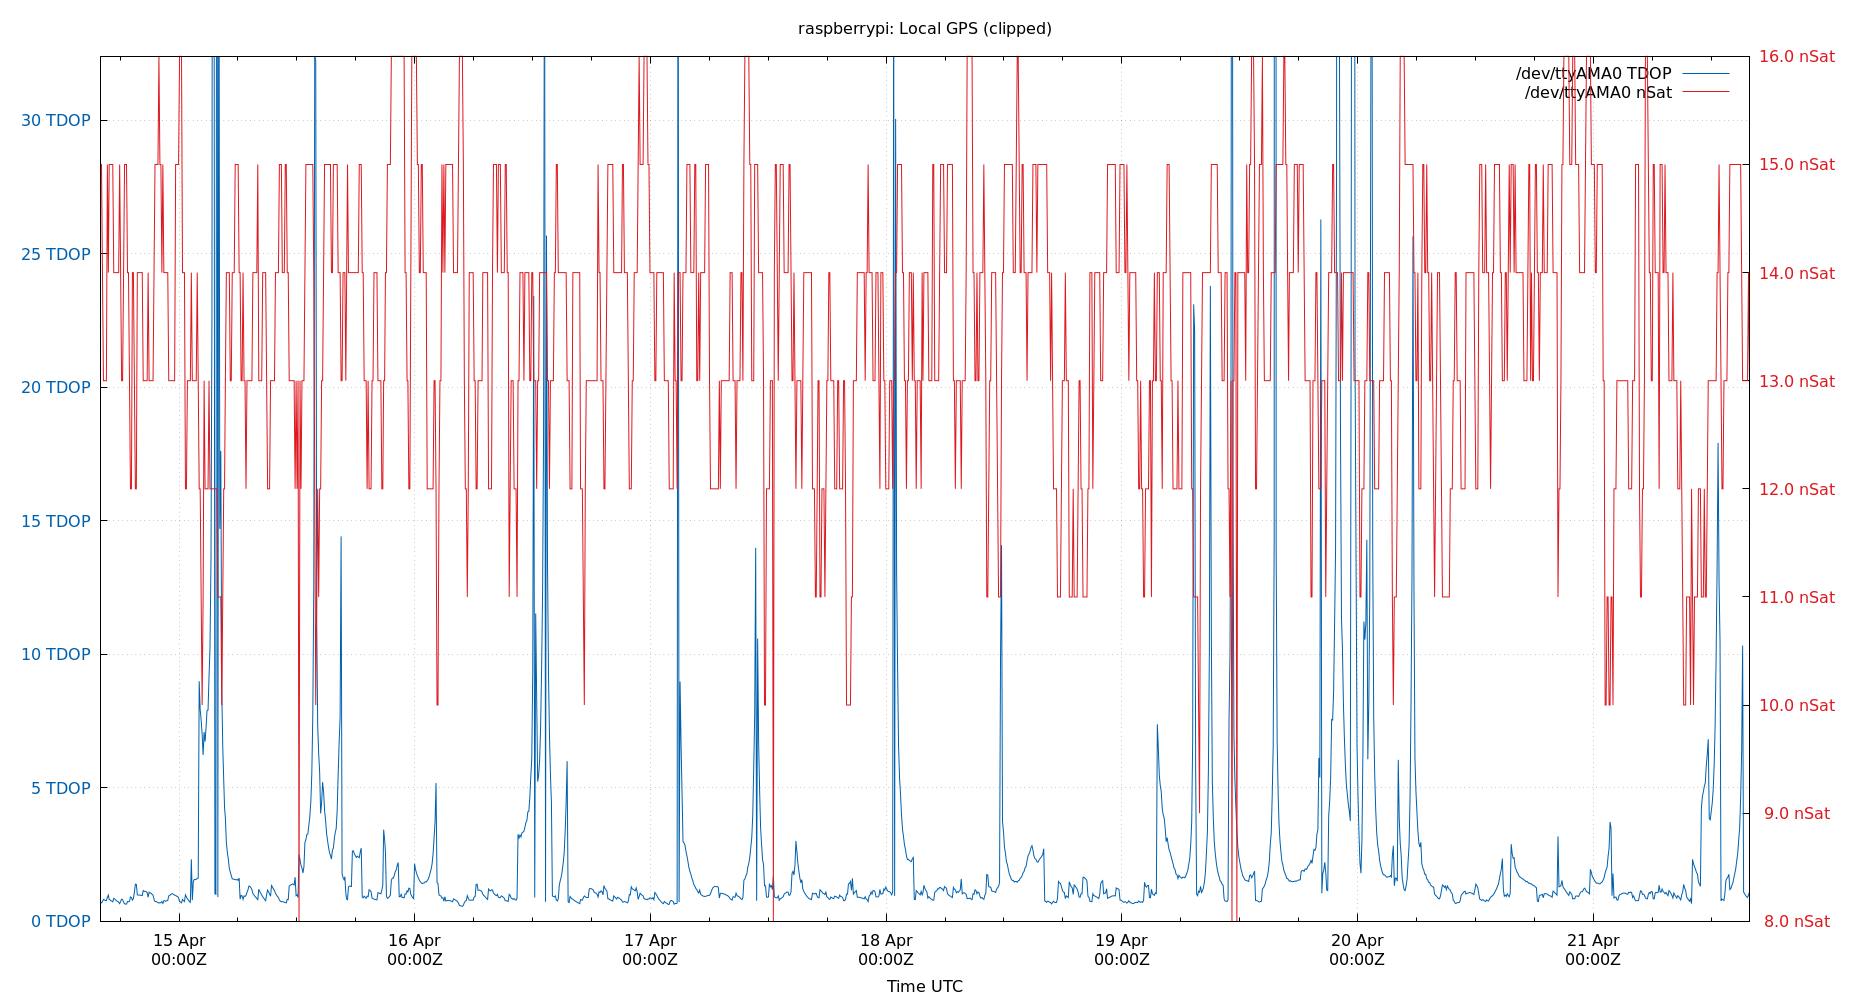 raspberrypi: Local GPS (clipped)
/dev/ttyAMA0 TDOP
/dev/ttyAMA0 nSat
30 TDOP
25 TDOP
20 TDOP
15 TDOP
10 TDOP
5 TDOP
0 TDOP
16.0 nSat
15.0 nSat
14.0 nSat
13.0 nSat
12.0 nSat
11.0 nSat
10.0 nSat
9.0 nSat
8.0 nSat
15 Apr
00:00Z
16 Apr
00:00Z
17 Apr
00:00Z
18 Apr
00:00Z
19 Apr
00:00Z
20 Apr
00:00Z
21 Apr
00:00Z
Time UTC